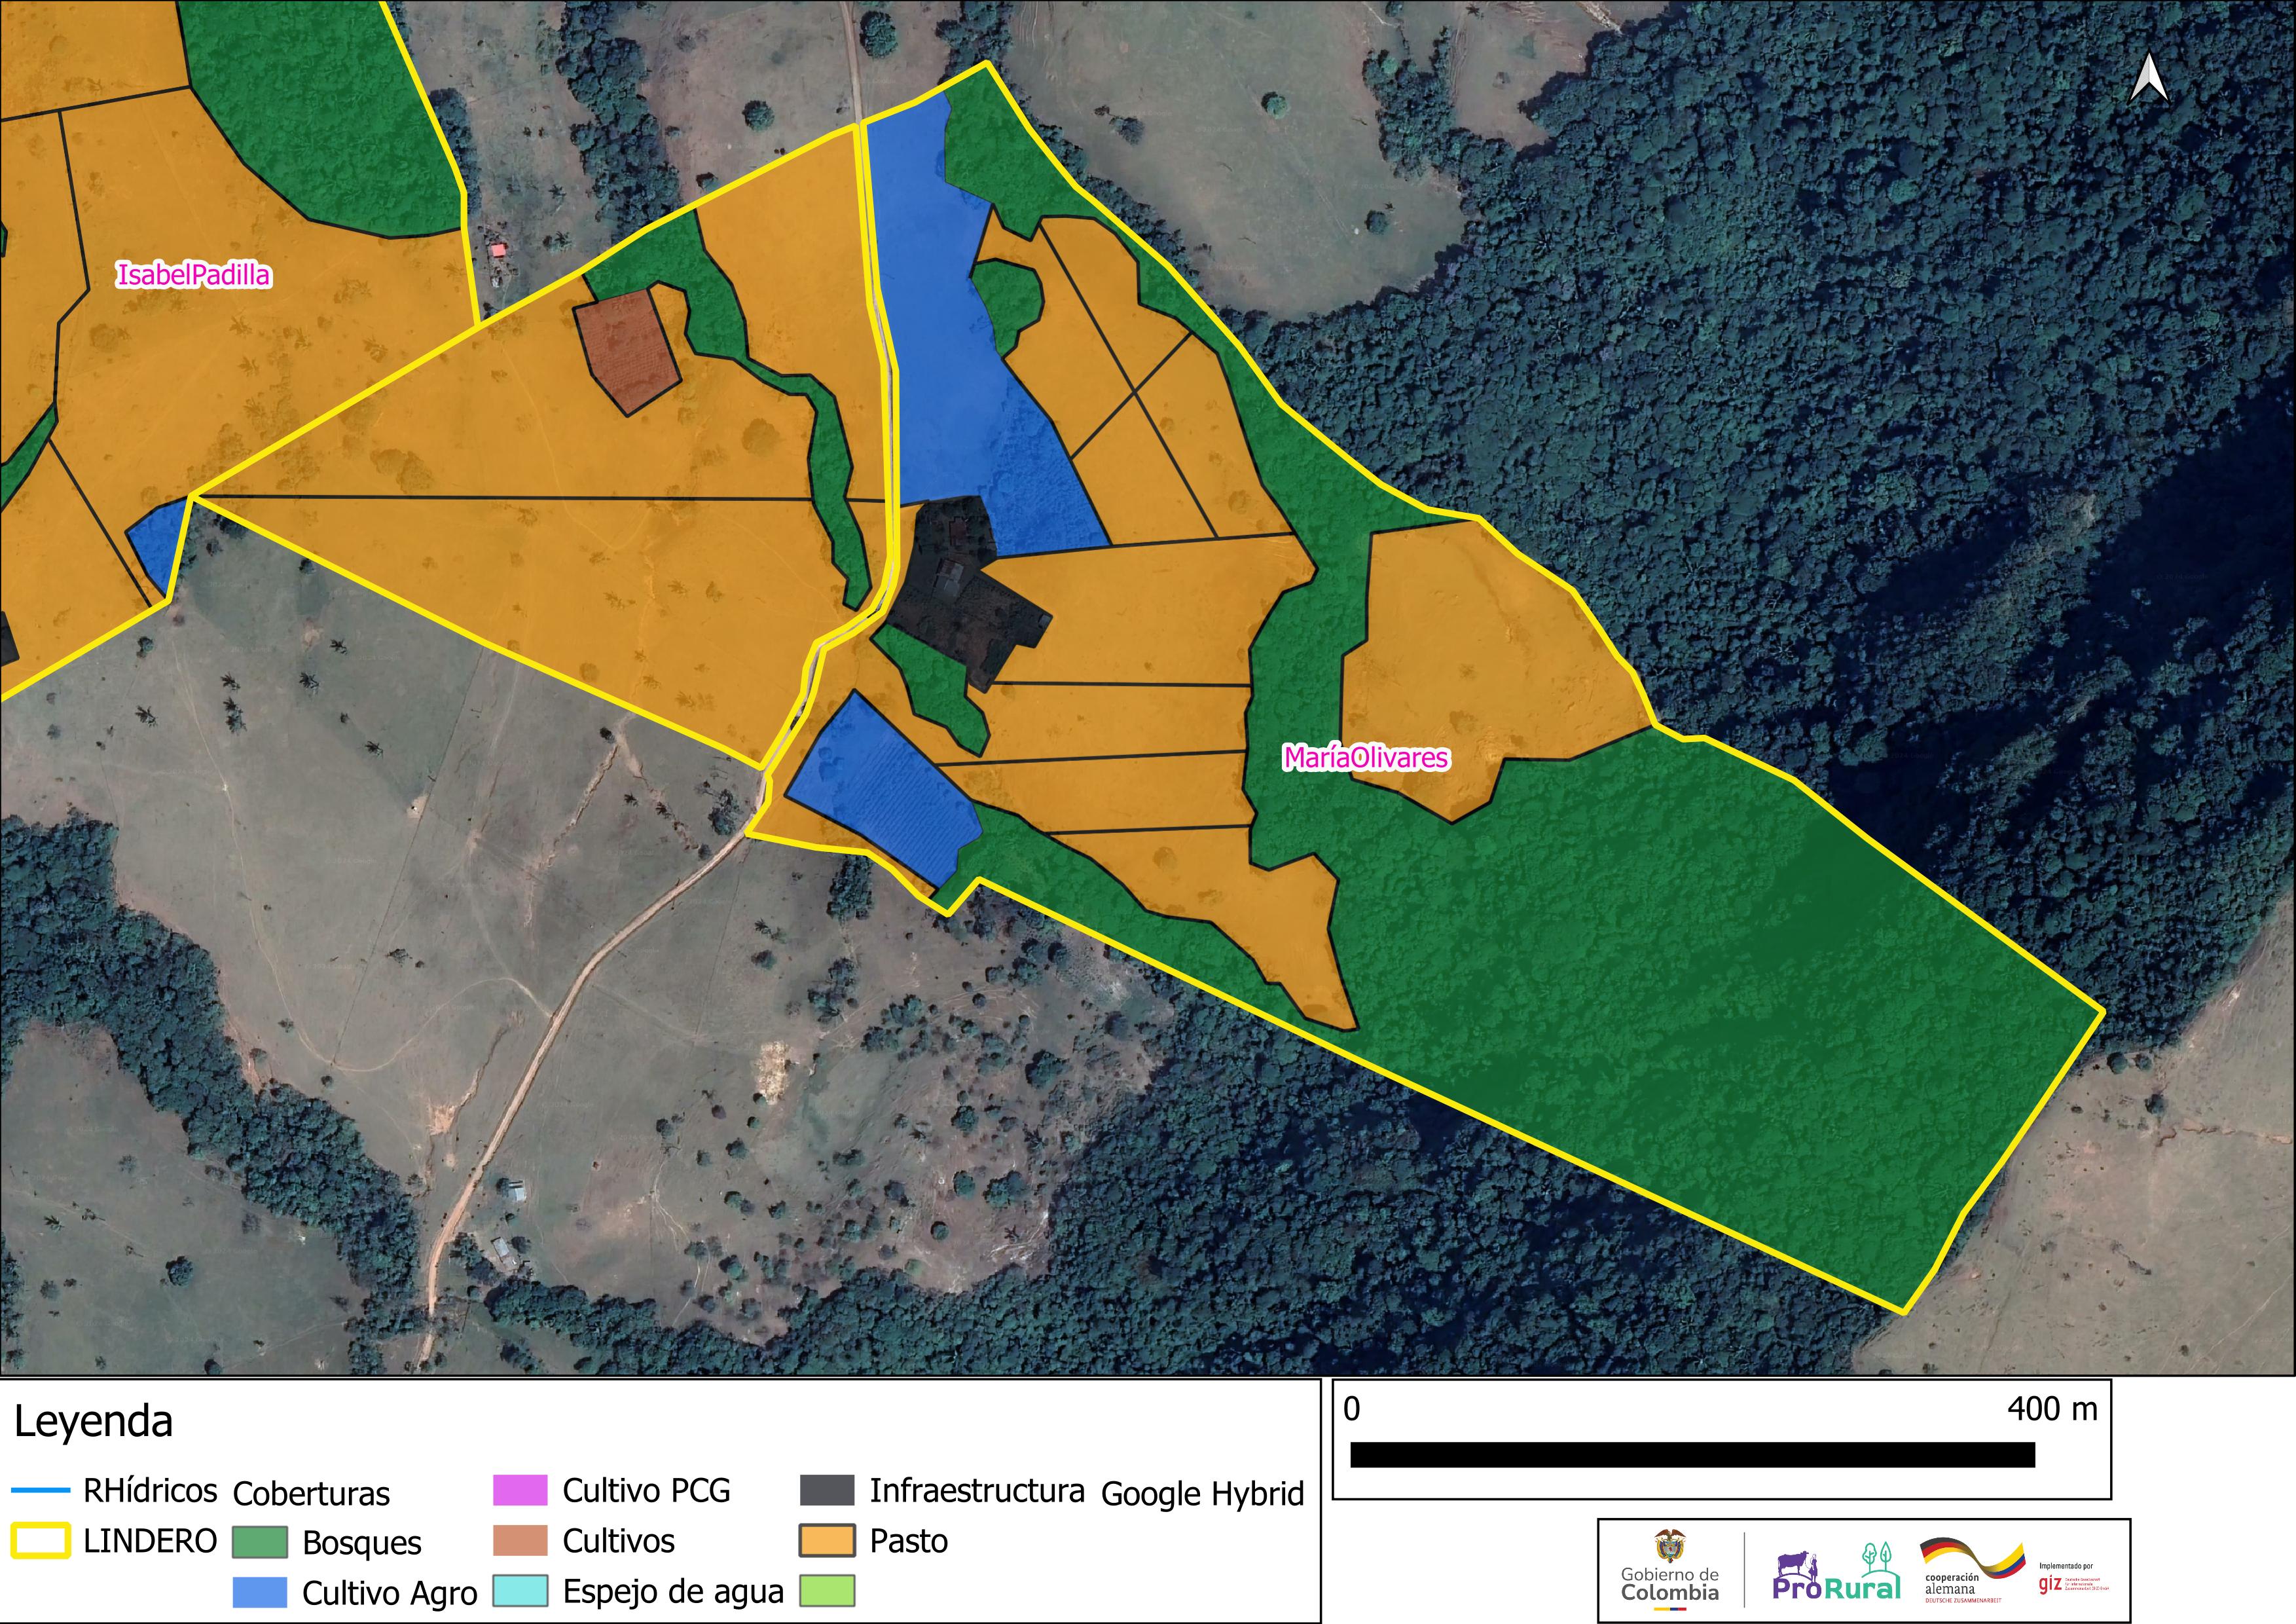 IsabelPadilla
MaríaOlivares
Leyenda
RHídricos
LINDERO
Coberturas
Bosques
Cultivo Agro
Cultivo PCG
Cultivos
Espejo de agua
Infraestructura
Pasto
Google Hybrid
0 400 m
Gobierno de
Colombia
ProRural
cooperación
alemana
DEUTSCHE ZUSAMMENARBEIT
Implementado por
giz